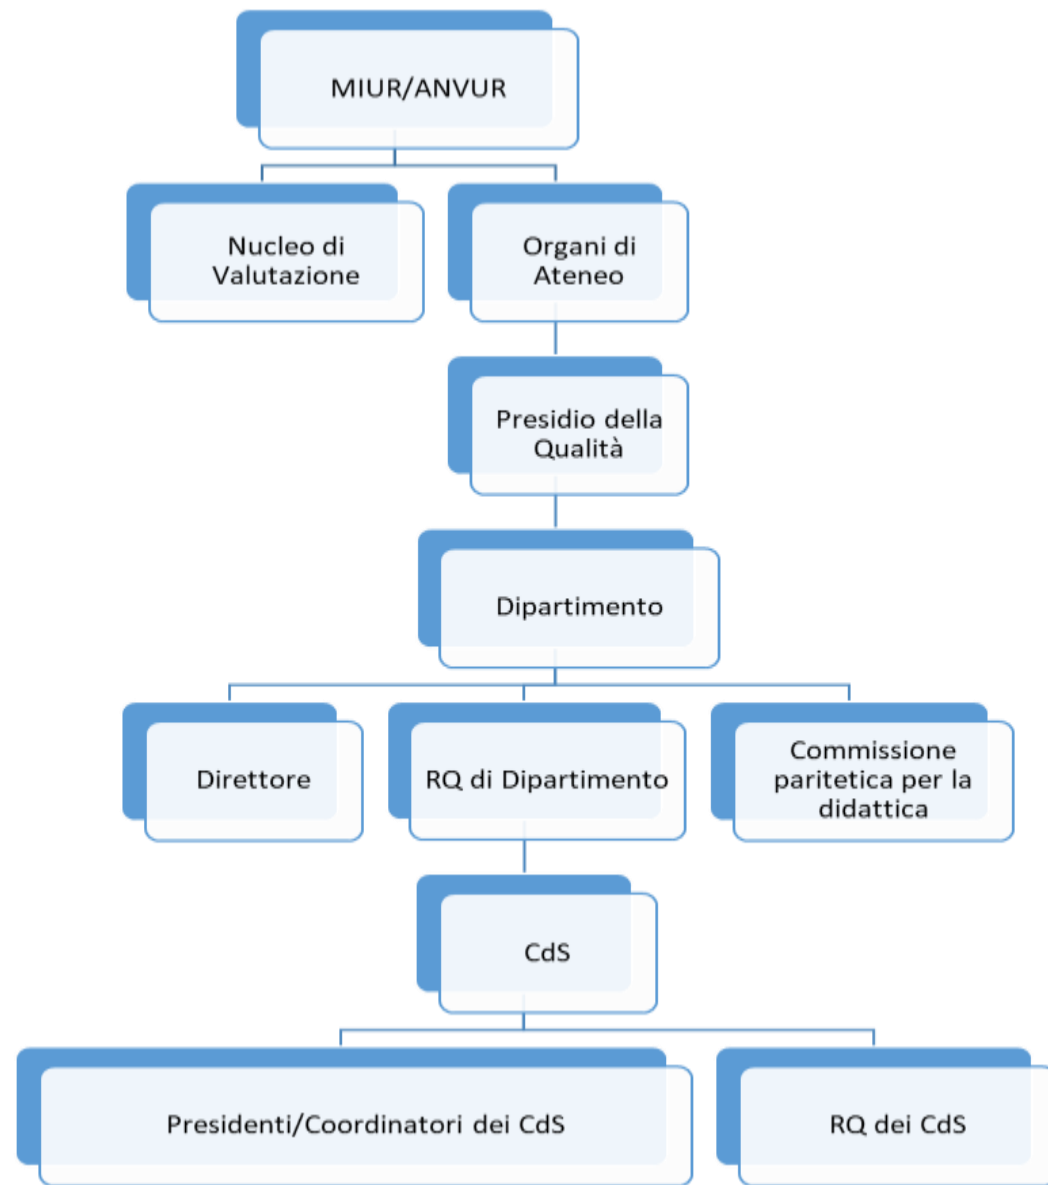 MIUR/ANVUR
Nucleo di
Valutazione
Organi di
Ateneo
Presidio della
Qualità
Dipartimento
Direttore
RQ di Dipartimento
Commissione
paritetica per la
didattica
CdS
Presidenti/Coordinatori dei CdS
RQ dei CdS